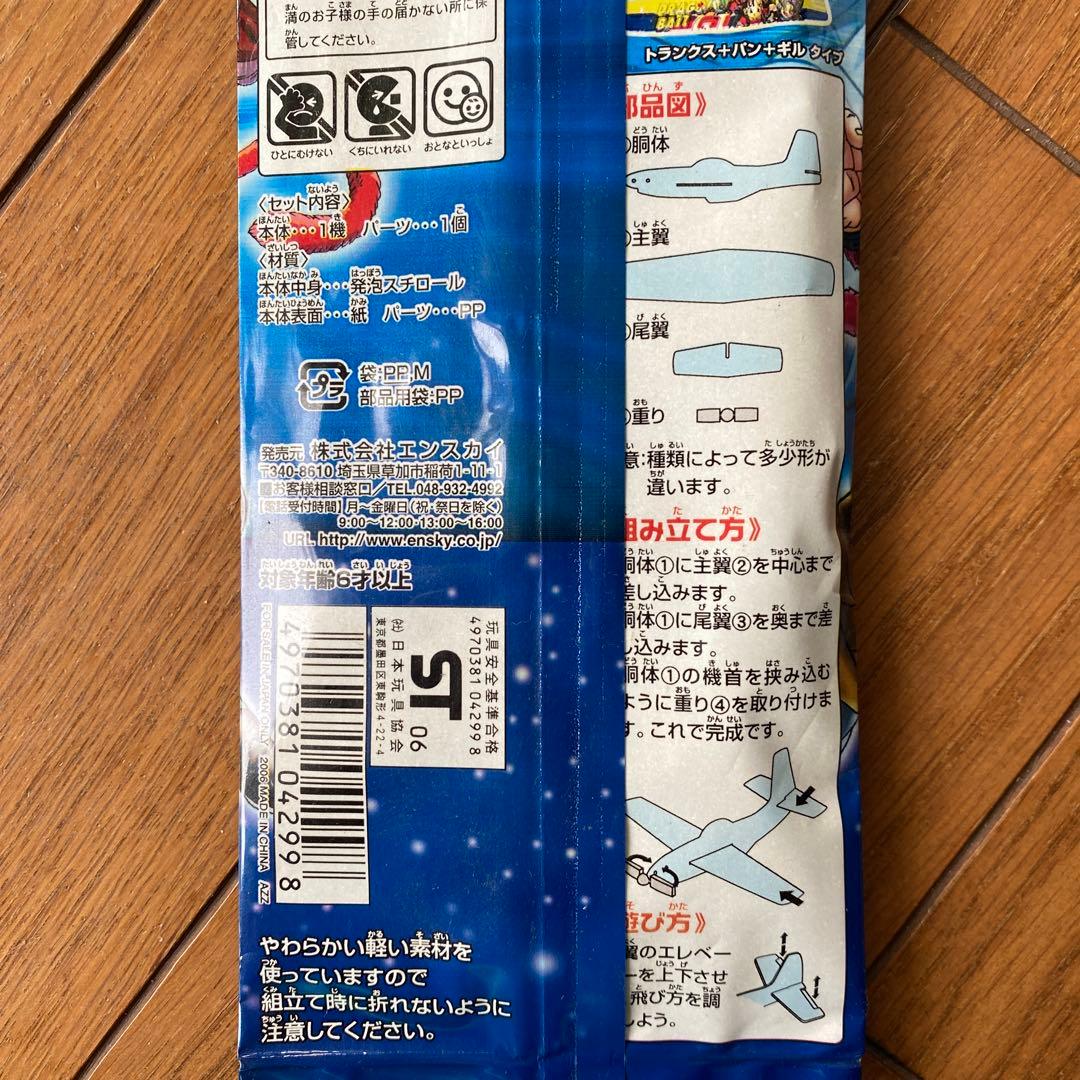 満のお子様の手の届かない所に保
管してください。
ひとにむけない
くちにいれない
おとなといっしょ
〈セット内容〉
本体・・・1機 パーツ・・・1個
〈材質〉
本体中身・・・発泡スチロール
本体表面・・・紙 パーツ・・・PP
プラ
袋:PP,M
部品用袋:PP
発売元 株式会社エンスカイ
〒340-8610 埼玉県草加市稲荷1-11-1
お客様相談窓口/TEL.048-932-4992
【電話受付時間】月〜金曜日(祝・祭日を除く)
9:00〜12:00・13:00〜16:00
URL http://www.ensky.co.jp/
対象年齢6才以上
FOR SALE IN JAPAN ONLY 2006 MADE IN CHINA AZZ
4970381042998
玩具安全基準合格
4970381042998
ST 06
(社)日本玩具協会
東京都墨田区東駒形4-22-4
やわらかい軽い素材を
使っていますので
組立て時に折れないように
注意してください。
DRAGON BALL GT
トランクス+パン+ギル タイプ
部品図》
胴体
主翼
尾翼
重り
意:種類によって多少形が
違います。
組み立て方》
胴体①に主翼②を中心まで
差し込みます。
胴体①に尾翼③を奥まで差
し込みます。
胴体①の機首を挟み込む
ように重り④を取り付けま
す。これで完成です。
遊び方》
翼のエレベー
ーを上下させ
飛び方を調
しよう。